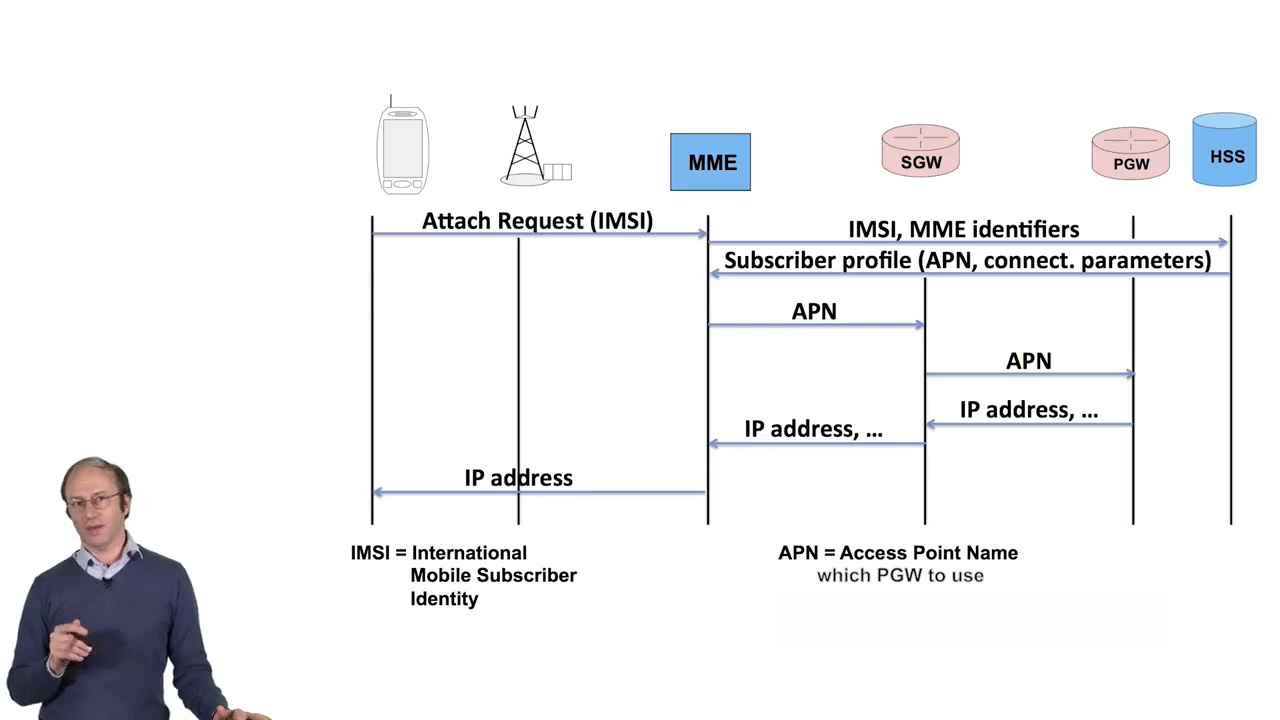 MME
SGW
PGW
HSS
Attach Request (IMSI)
IMSI, MME identifiers
Subscriber profile (APN, connect. parameters)
APN
APN
IP address, ...
IP address, ...
IP address
IMSI = International
Mobile Subscriber
Identity
APN = Access Point Name
which PGW to use